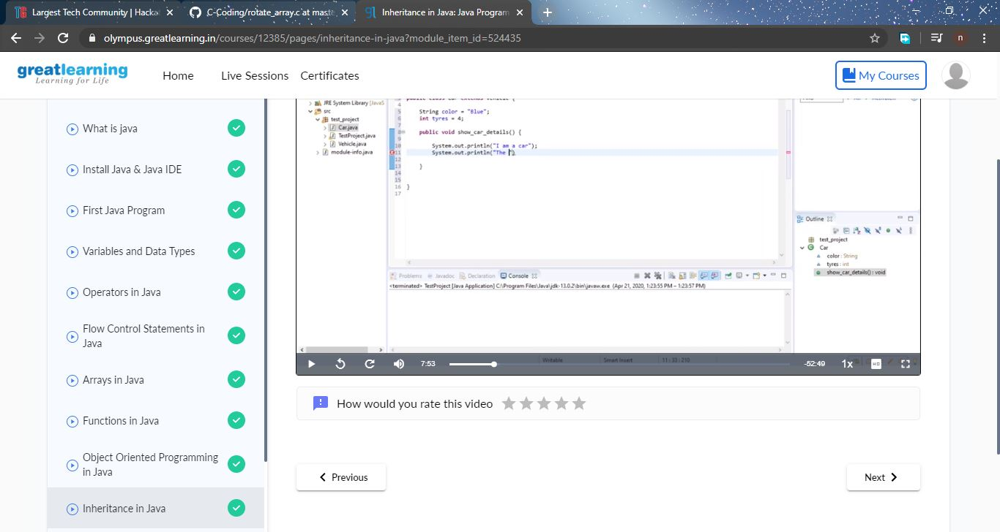 Largest Tech Community | Hacka
C-Coding/rotate_array.c at maste
Inheritance in Java: Java Program
olympus.greatlearning.in/courses/12385/pages/inheritance-in-java?module_item_id=524435
n
greatlearning
Learning for Life
Home
Live Sessions
Certificates
My Courses
What is java
Install Java & Java IDE
First Java Program
Variables and Data Types
Operators in Java
Flow Control Statements in
Java
Arrays in Java
Functions in Java
Object Oriented Programming
in Java
Inheritance in Java
JRE System Library [JavaS
src
test_project
Car.java
TestProject.java
Vehicle.java
module-info.java
public class Car extends Vehicle {
4
5 String color = "Blue";
6 int tyres = 4;
7
8 public void show_car_details() {
9
10 System.out.println("I am a car");
11 System.out.println("The ");
12
13 }
14
15
16 }
17
Outline
test_project
Car
color : String
tyres : int
show_car_details() : void
Problems
Javadoc
Declaration
Console
<terminated> TestProject [Java Application] C:\Program Files\Java\jdk-13.0.2\bin\javaw.exe (Apr 21, 2020, 1:23:55 PM – 1:23:57 PM)
Writable
Smart Insert
11 : 33 : 210
7:53
-52:49
1x
HD
How would you rate this video
Previous
Next